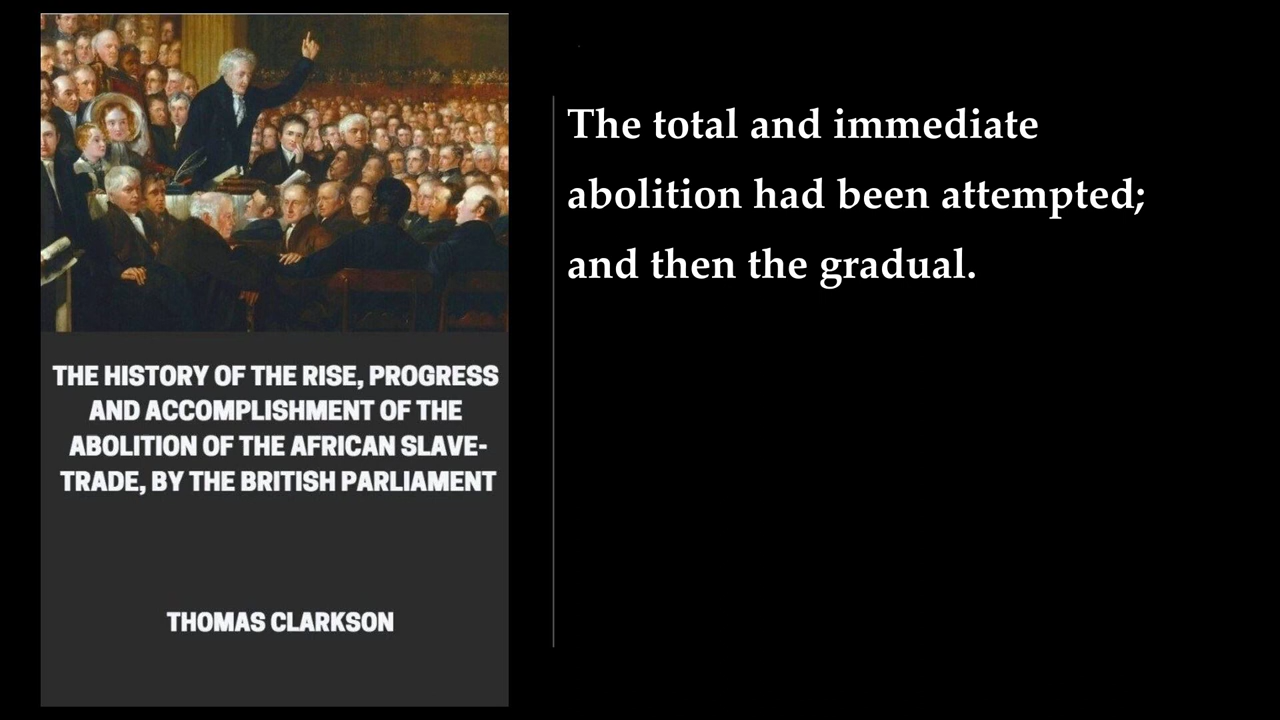 THE HISTORY OF THE RISE, PROGRESS
AND ACCOMPLISHMENT OF THE
ABOLITION OF THE AFRICAN SLAVE-
TRADE, BY THE BRITISH PARLIAMENT
THOMAS CLARKSON
The total and immediate
abolition had been attempted;
and then the gradual.